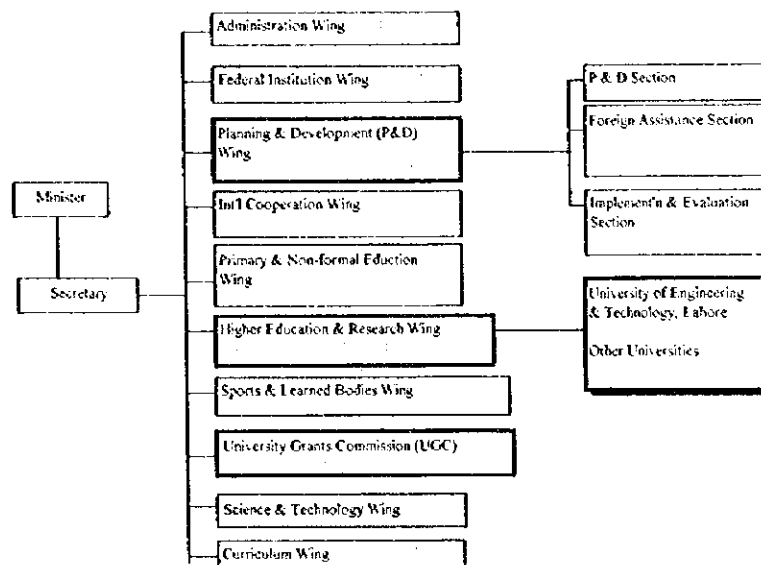 Minister
Secretary
Administration Wing
Federal Institution Wing
Planning & Development (P&D)
Wing
Int'l Cooperation Wing
Primary & Non-formal Eduction
Wing
Higher Education & Research Wing
Sports & Learned Bodies Wing
University Grants Commission (UGC)
Science & Technology Wing
Curriculum Wing
P & D Section
Foreign Assistance Section
Implement'n & Evaluation
Section
University of Engineering
& Technology, Lahore
Other Universities